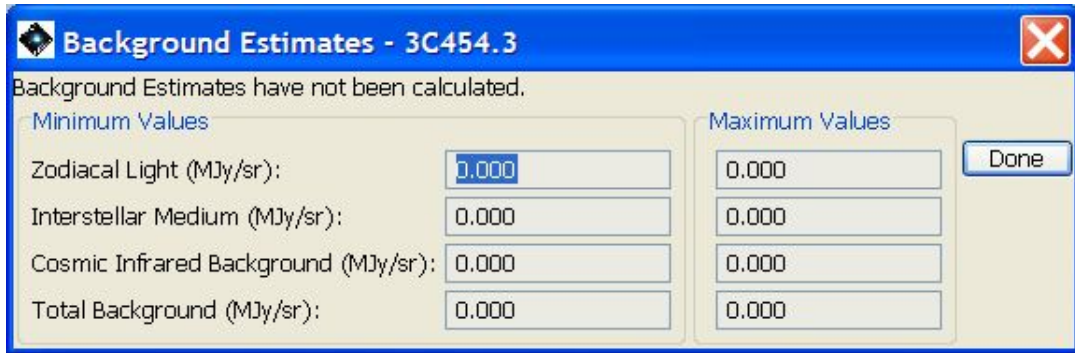 Background Estimates - 3C454.3
Background Estimates have not been calculated.
Minimum Values Maximum Values
Zodiacal Light (MJy/sr): 0.000 0.000 Done
Interstellar Medium (MJy/sr): 0.000 0.000
Cosmic Infrared Background (MJy/sr): 0.000 0.000
Total Background (MJy/sr): 0.000 0.000